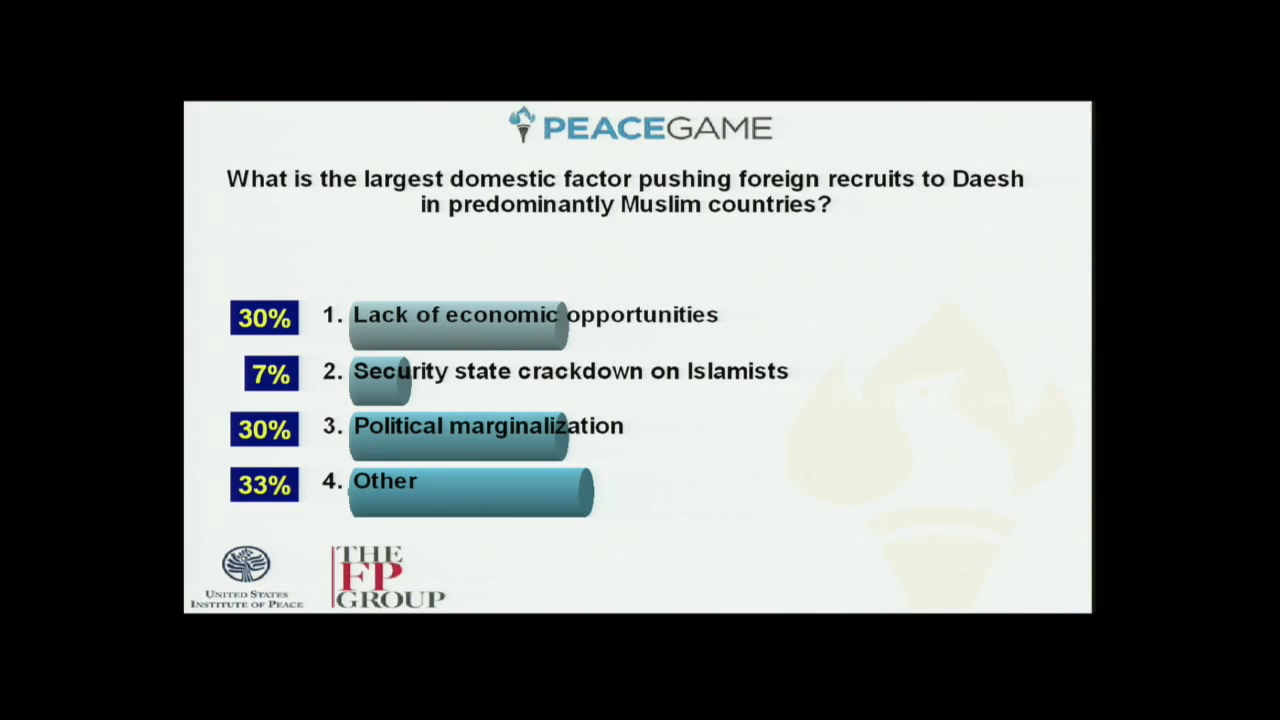 PEACEGAME
What is the largest domestic factor pushing foreign recruits to Daesh
in predominantly Muslim countries?
30% 1. Lack of economic opportunities
7% 2. Security state crackdown on Islamists
30% 3. Political marginalization
33% 4. Other
UNITED STATES
INSTITUTE OF PEACE
THE
FP
GROUP